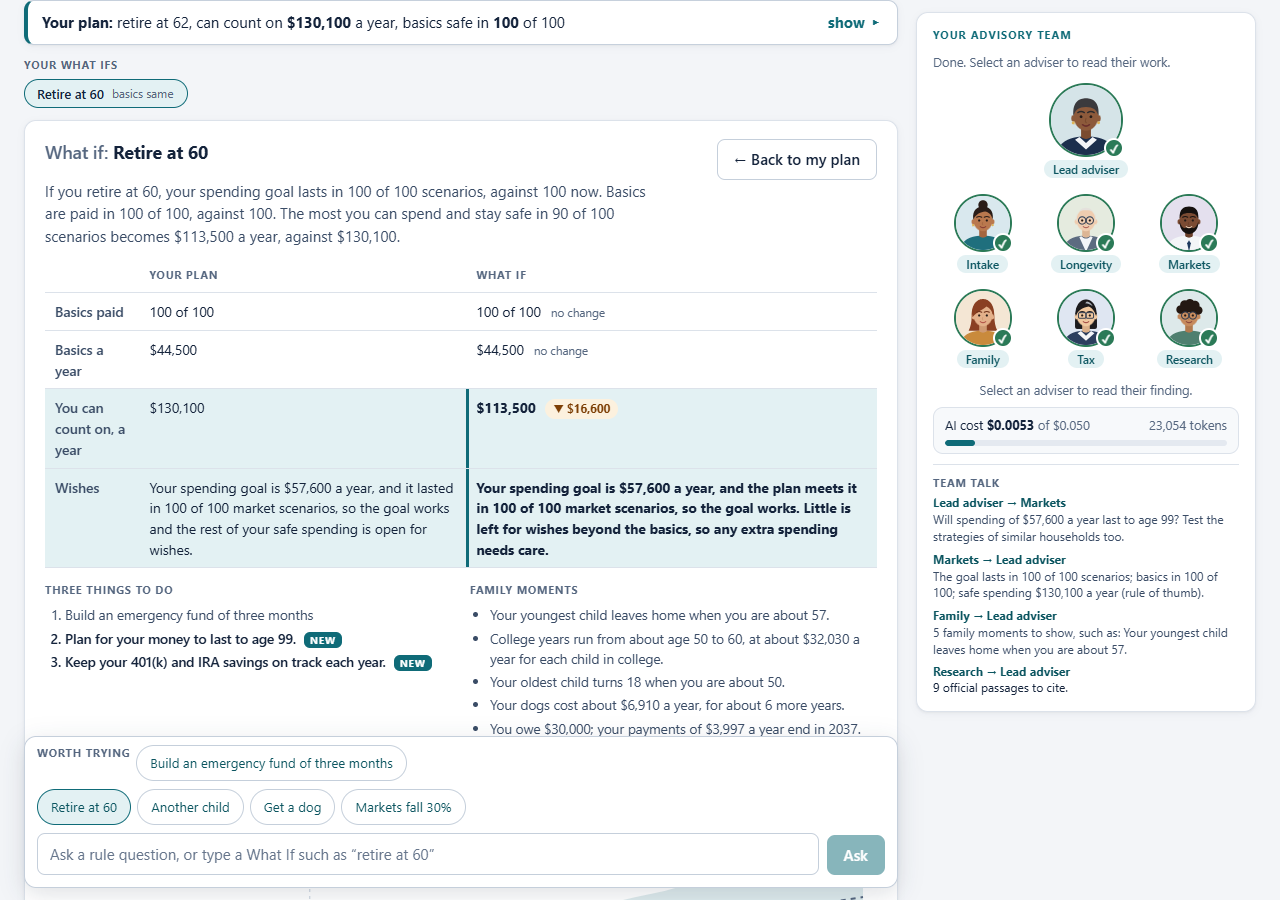 Your plan: retire at 62, can count on $130,100 a year, basics safe in 100 of 100
show ▸
YOUR WHAT IFS
Retire at 60 basics same
What if: Retire at 60
← Back to my plan
If you retire at 60, your spending goal lasts in 100 of 100 scenarios, against 100 now. Basics
are paid in 100 of 100, against 100. The most you can spend and stay safe in 90 of 100
scenarios becomes $113,500 a year, against $130,100.
YOUR PLAN
WHAT IF
Basics paid
100 of 100
100 of 100 no change
Basics a
year
$44,500
$44,500 no change
You can
count on, a
year
$130,100
$113,500 ▼ $16,600
Wishes
Your spending goal is $57,600 a year, and it lasted
in 100 of 100 market scenarios, so the goal works
and the rest of your safe spending is open for
wishes.
Your spending goal is $57,600 a year, and the plan meets it
in 100 of 100 market scenarios, so the goal works. Little is
left for wishes beyond the basics, so any extra spending
needs care.
THREE THINGS TO DO
1. Build an emergency fund of three months
2. Plan for your money to last to age 99. NEW
3. Keep your 401(k) and IRA savings on track each year. NEW
FAMILY MOMENTS
• Your youngest child leaves home when you are about 57.
• College years run from about age 50 to 60, at about $32,030 a
year for each child in college.
• Your oldest child turns 18 when you are about 50.
• Your dogs cost about $6,910 a year, for about 6 more years.
• You owe $30,000; your payments of $3,997 a year end in 2037.
WORTH TRYING
Build an emergency fund of three months
Retire at 60
Another child
Get a dog
Markets fall 30%
Ask a rule question, or type a What If such as “retire at 60”
Ask
YOUR ADVISORY TEAM
Done. Select an adviser to read their work.
Lead adviser
Intake
Longevity
Markets
Family
Tax
Research
Select an adviser to read their finding.
AI cost $0.0053 of $0.050
23,054 tokens
TEAM TALK
Lead adviser → Markets
Will spending of $57,600 a year last to age 99? Test the
strategies of similar households too.
Markets → Lead adviser
The goal lasts in 100 of 100 scenarios; basics in 100 of
100; safe spending $130,100 a year (rule of thumb).
Family → Lead adviser
5 family moments to show, such as: Your youngest child
leaves home when you are about 57.
Research → Lead adviser
9 official passages to cite.